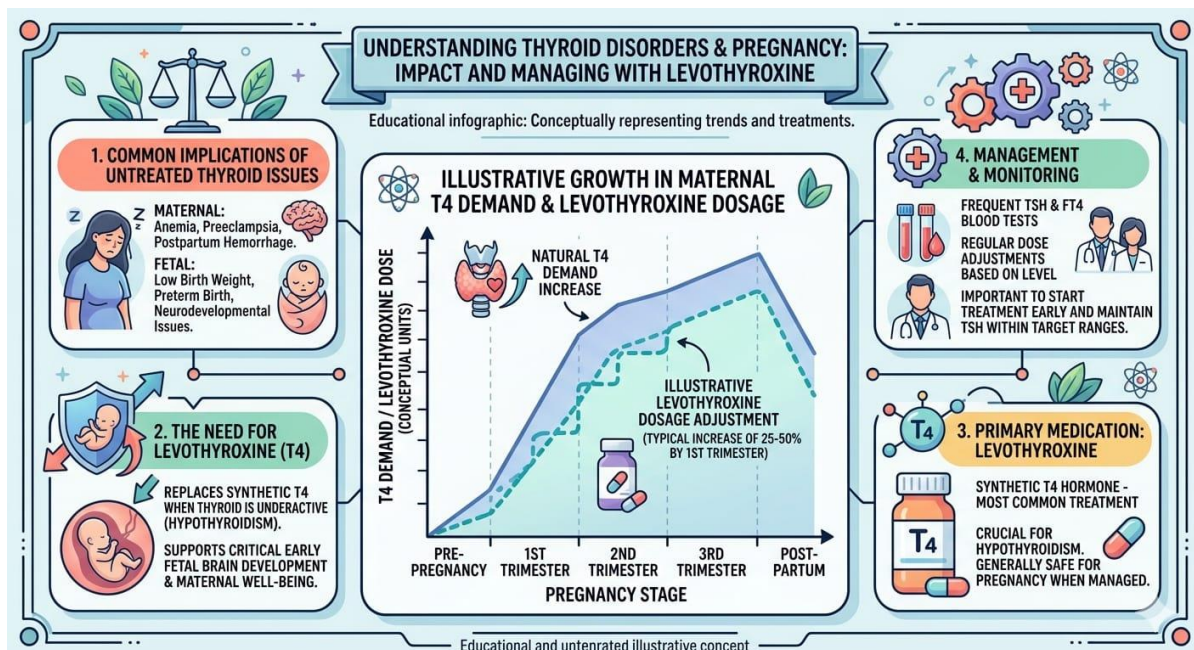 UNDERSTANDING THYROID DISORDERS & PREGNANCY:
IMPACT AND MANAGING WITH LEVOTHYROXINE
Educational infographic: Conceptually representing trends and treatments.
1. COMMON IMPLICATIONS OF
UNTREATED THYROID ISSUES
Z
Z
z
MATERNAL:
Anemia, Preeclampsia,
Postpartum Hemorrhage.
FETAL:
Low Birth Weight,
Preterm Birth,
Neurodevelopmental
Issues.
2. THE NEED FOR
LEVOTHYROXINE (T4)
REPLACES SYNTHETIC T4
WHEN THYROID IS UNDERACTIVE
(HYPOTHYROIDISM).
SUPPORTS CRITICAL EARLY
FETAL BRAIN DEVELOPMENT
& MATERNAL WELL-BEING.
ILLUSTRATIVE GROWTH IN MATERNAL
T4 DEMAND & LEVOTHYROXINE DOSAGE
T4 DEMAND / LEVOTHYROXINE DOSE
(CONCEPTUAL UNITS)
NATURAL T4
DEMAND
INCREASE
ILLUSTRATIVE
LEVOTHYROXINE
DOSAGE ADJUSTMENT
(TYPICAL INCREASE OF 25-50%
BY 1ST TRIMESTER)
PRE-
PREGNANCY
1ST
TRIMESTER
2ND
TRIMESTER
3RD
TRIMESTER
POST-
PARTUM
PREGNANCY STAGE
4. MANAGEMENT
& MONITORING
FREQUENT TSH & FT4
BLOOD TESTS
REGULAR DOSE
ADJUSTMENTS
BASED ON LEVEL
IMPORTANT TO START
TREATMENT EARLY AND MAINTAIN
TSH WITHIN TARGET RANGES.
T4
3. PRIMARY MEDICATION:
LEVOTHYROXINE
T4
SYNTHETIC T4 HORMONE -
MOST COMMON TREATMENT
CRUCIAL FOR
HYPOTHYROIDISM.
GENERALLY SAFE FOR
PREGNANCY WHEN MANAGED.
Educational and untenprated illustrative concept